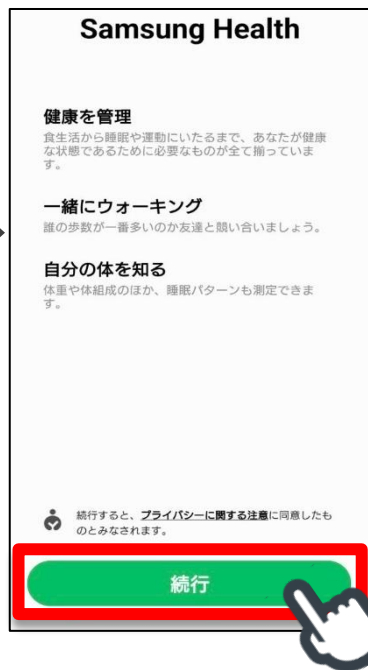 Samsung Health
健康を管理
食生活から睡眠や運動にいたるまで、あなたが健康
な状態であるために必要なものが全て揃っていま
す。
一緒にウォーキング
誰の歩数が一番多いのか友達と競い合いましょう。
自分の体を知る
体重や体組成のほか、睡眠パターンも測定できま
す。
続行すると、プライバシーに関する注意に同意したも
のとみなされます。
続行